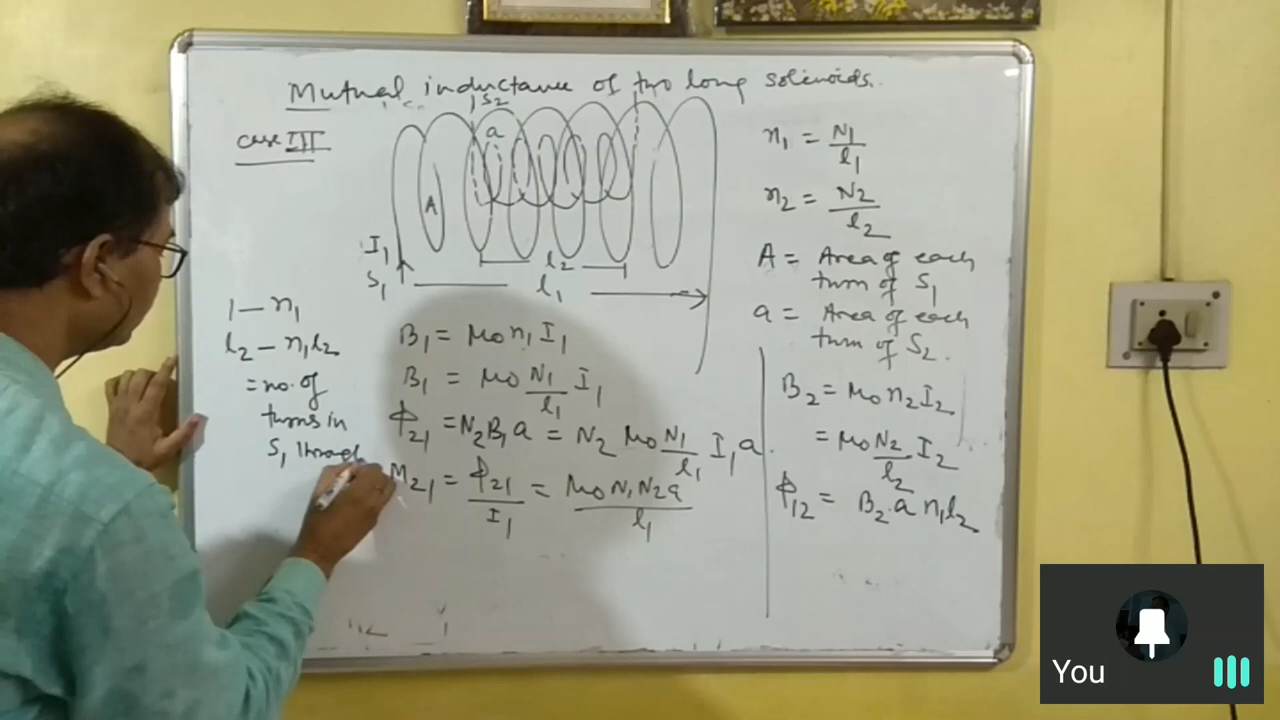 Mutual inductance of two long solenoids.
case III
S2
a
A
I1
S1
l2
l1
n1 = N1/l1
n2 = N2/l2
A = Area of each
turn of S1
a = Area of each
turn of S2.
1 — n1
l2 — n1l2
= no. of
turns in
S1 through
B1 = μ0 n1 I1
B1 = μ0 N1/l1 I1
Φ21 = N2 B1 a = N2 μ0 N1/l1 I1 a.
M21 = Φ21/I1 = μ0 N1 N2 a/l1
B2 = μ0 n2 I2
= μ0 N2/l2 I2
Φ12 = B2 a n1 l2
You